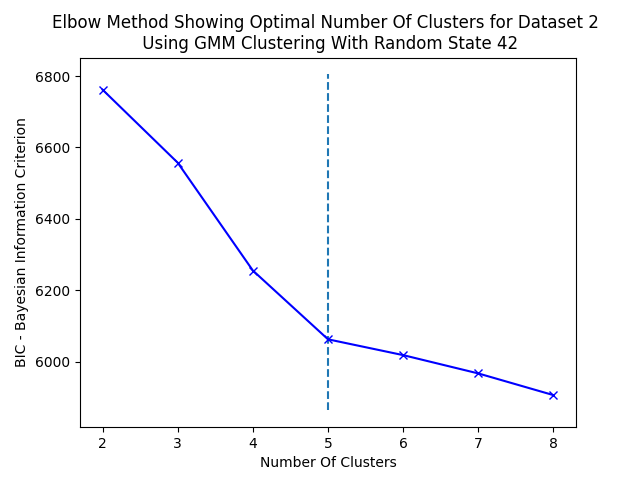 Elbow Method Showing Optimal Number Of Clusters for Dataset 2
Using GMM Clustering With Random State 42
BIC - Bayesian Information Criterion
6800
6600
6400
6200
6000
2 3 4 5 6 7 8
Number Of Clusters